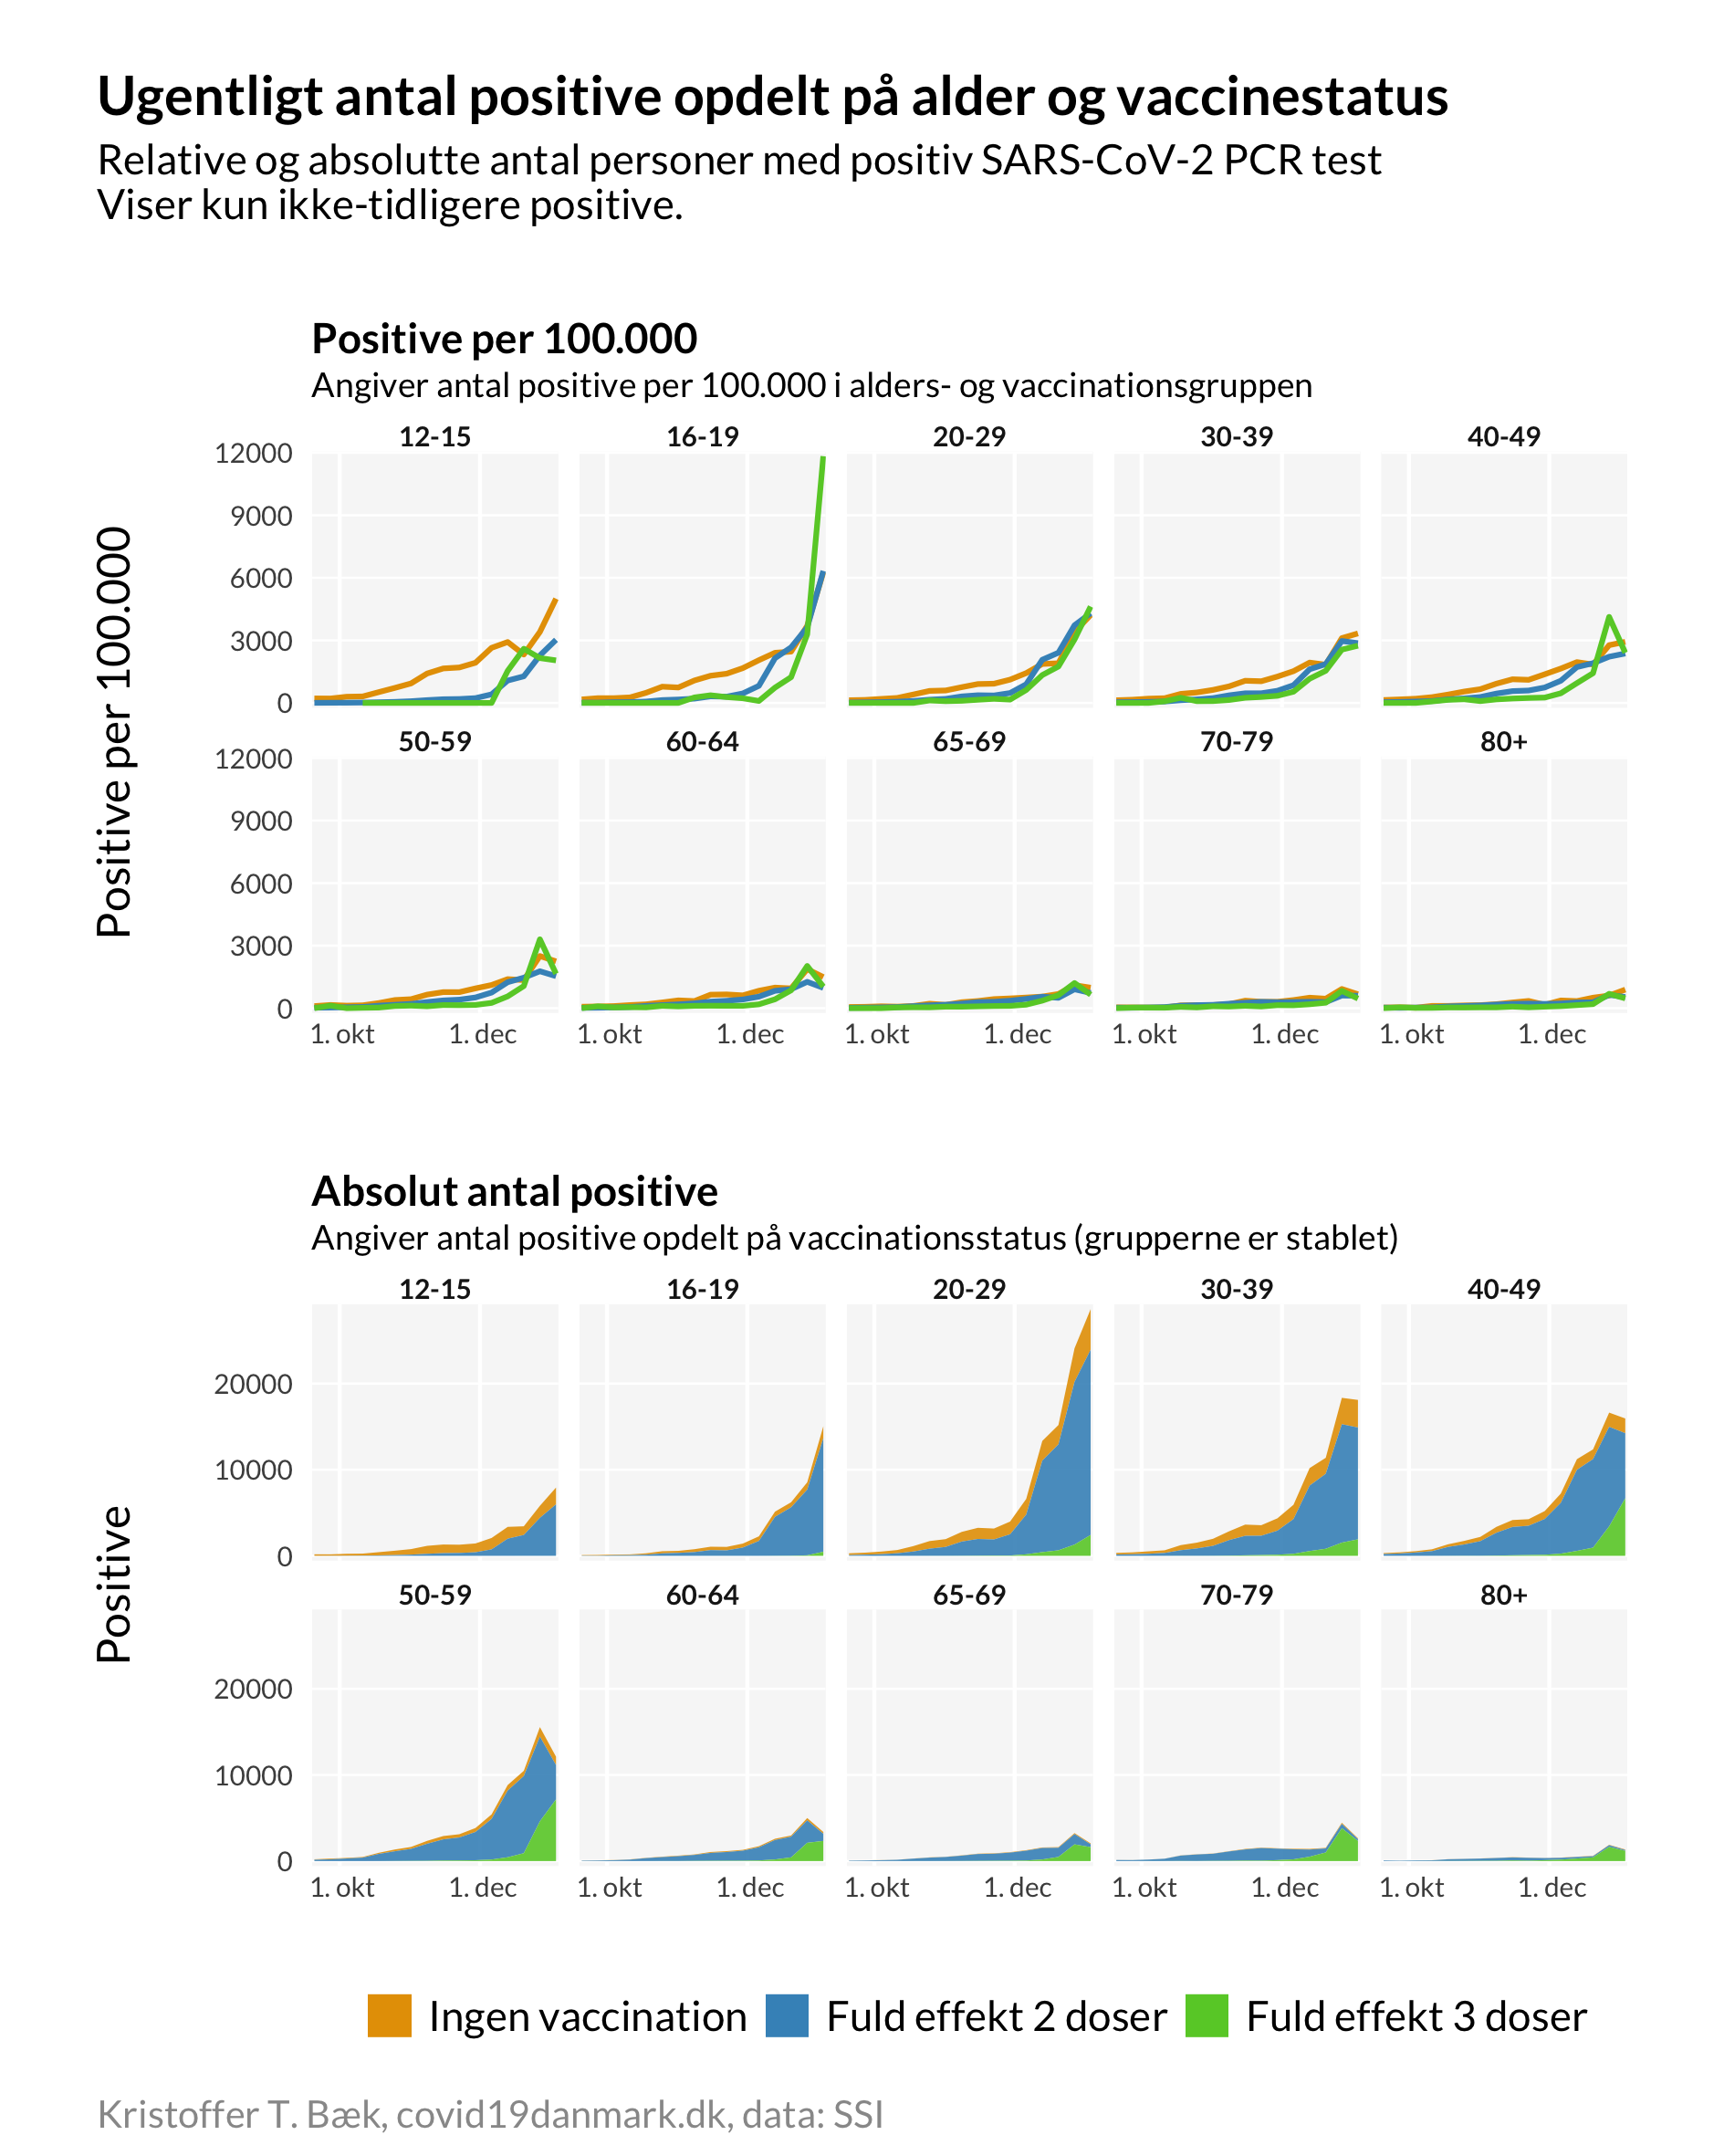 Ugentligt antal positive opdelt på alder og vaccinestatus
Relative og absolutte antal personer med positiv SARS-CoV-2 PCR test
Viser kun ikke-tidligere positive.
Positive per 100.000
Angiver antal positive per 100.000 i alders- og vaccinationsgruppen
Positive per 100.000
12-15 16-19 20-29 30-39 40-49
12000
9000
6000
3000
0
50-59 60-64 65-69 70-79 80+
12000
9000
6000
3000
0
1. okt 1. dec 1. okt 1. dec 1. okt 1. dec 1. okt 1. dec 1. okt 1. dec
Absolut antal positive
Angiver antal positive opdelt på vaccinationsstatus (grupperne er stablet)
Positive
12-15 16-19 20-29 30-39 40-49
20000
10000
0
50-59 60-64 65-69 70-79 80+
20000
10000
0
1. okt 1. dec 1. okt 1. dec 1. okt 1. dec 1. okt 1. dec 1. okt 1. dec
Ingen vaccination Fuld effekt 2 doser Fuld effekt 3 doser
Kristoffer T. Bæk, covid19danmark.dk, data: SSI